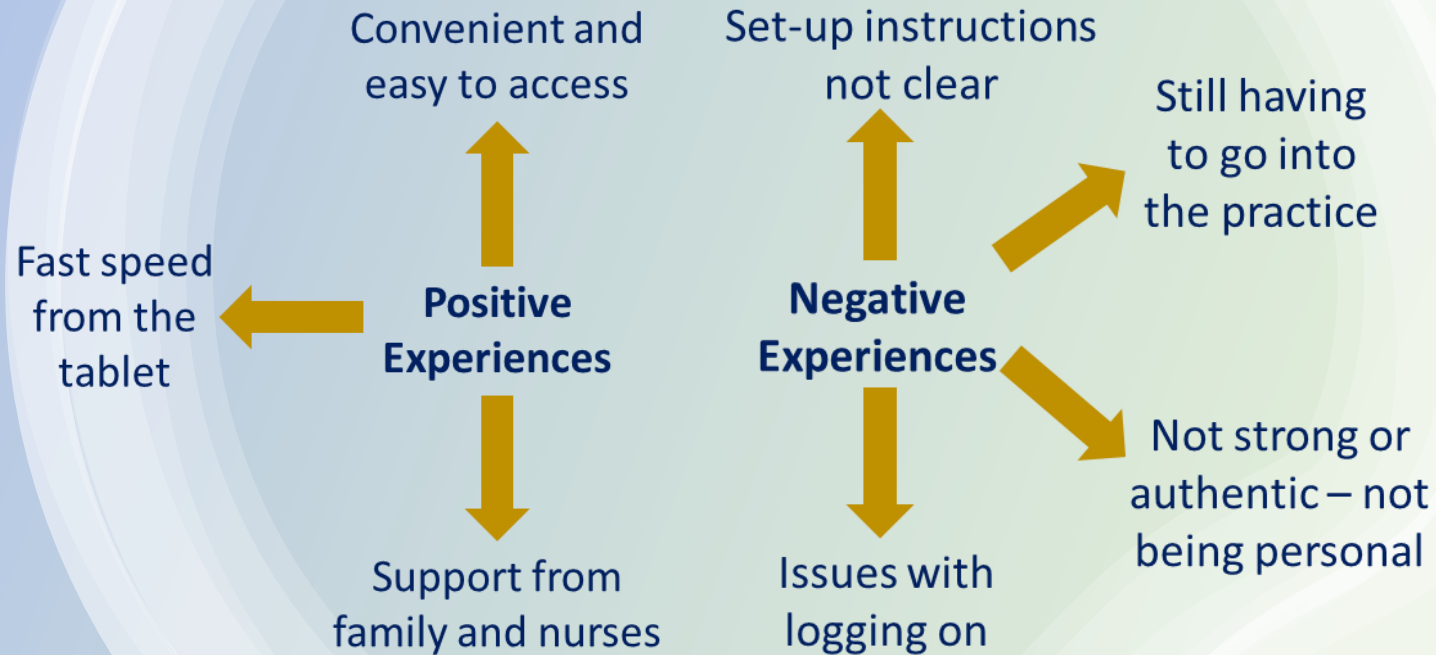 Convenient and
easy to access
Set-up instructions
not clear
Still having
to go into
the practice
Fast speed
from the
tablet
Positive
Experiences
Negative
Experiences
Not strong or
authentic – not
being personal
Support from
family and nurses
Issues with
logging on